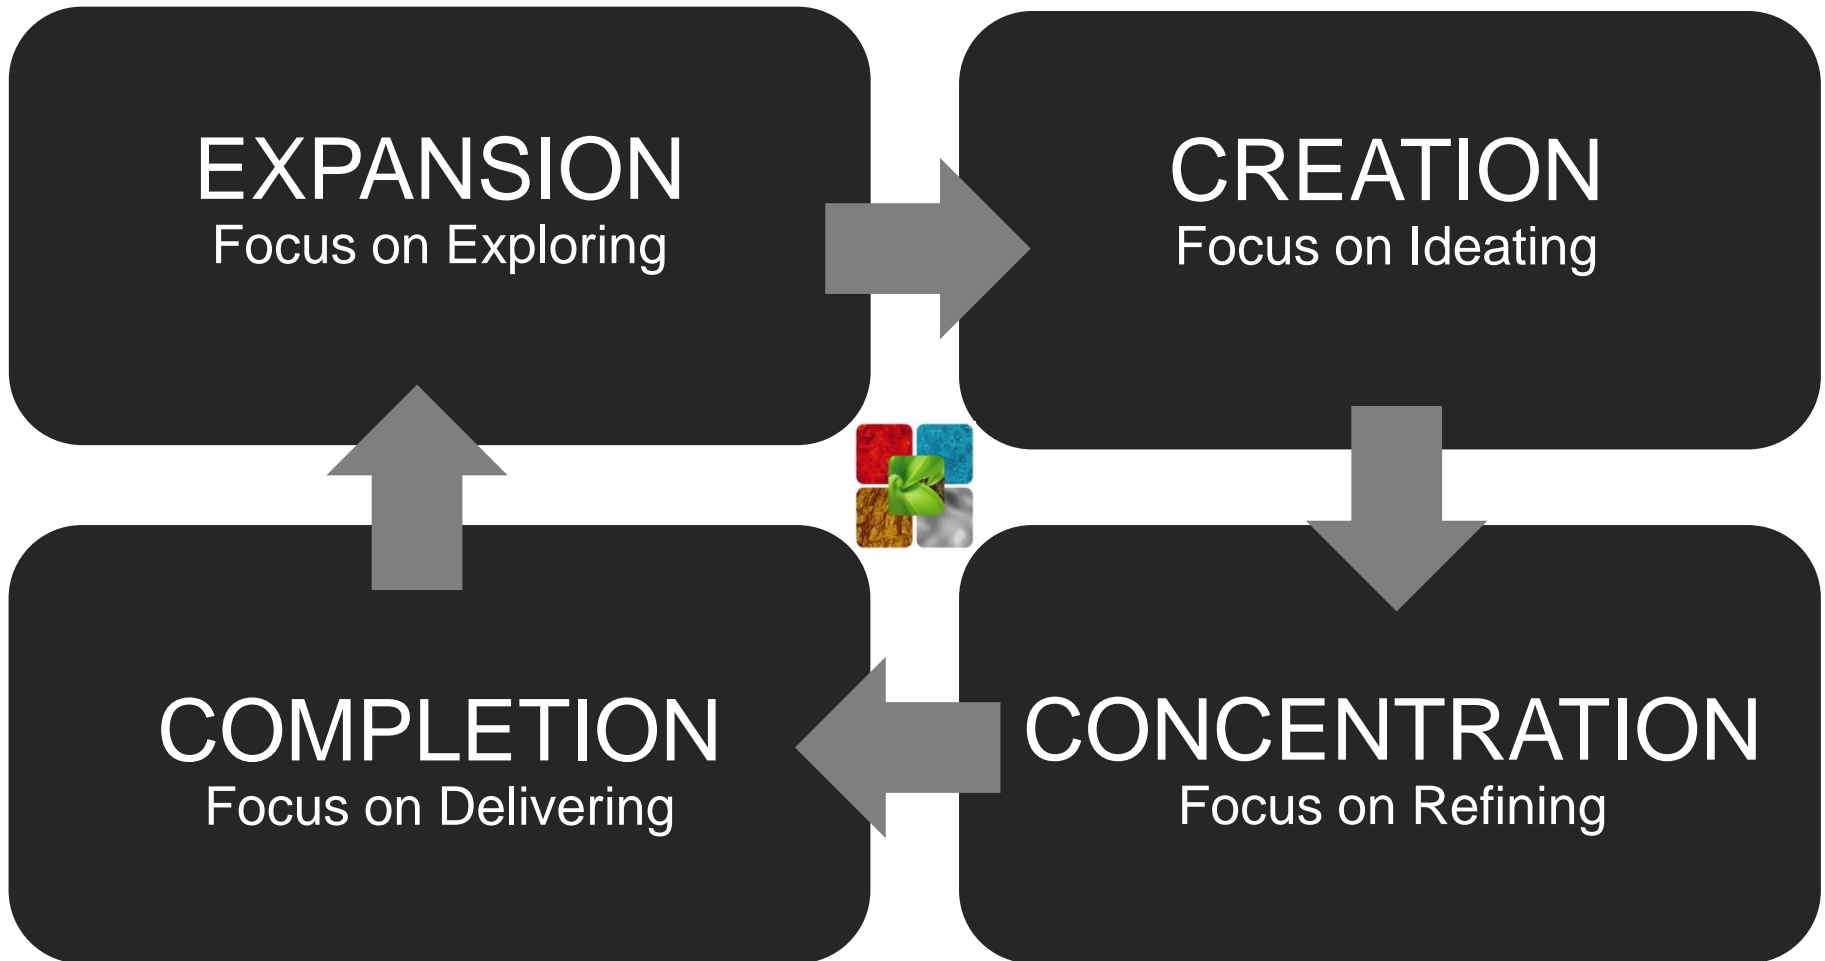 EXPANSION
Focus on Exploring
CREATION
Focus on Ideating
COMPLETION
Focus on Delivering
CONCENTRATION
Focus on Refining